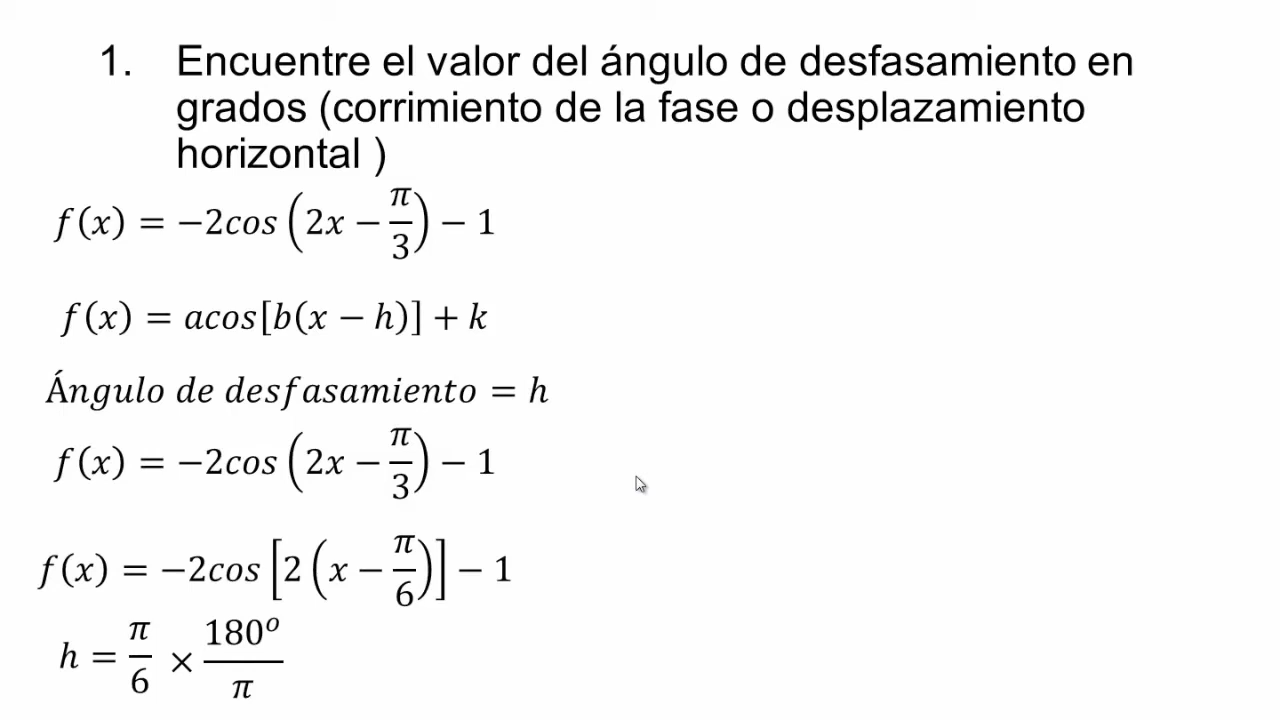 1. Encuentre el valor del ángulo de desfasamiento en
grados (corrimiento de la fase o desplazamiento
horizontal )
f(x) = −2cos(2x − π/3) − 1
f(x) = acos[b(x − h)] + k
Ángulo de desfasamiento = h
f(x) = −2cos(2x − π/3) − 1
f(x) = −2cos[2(x − π/6)] − 1
h = π/6 × 180º/π